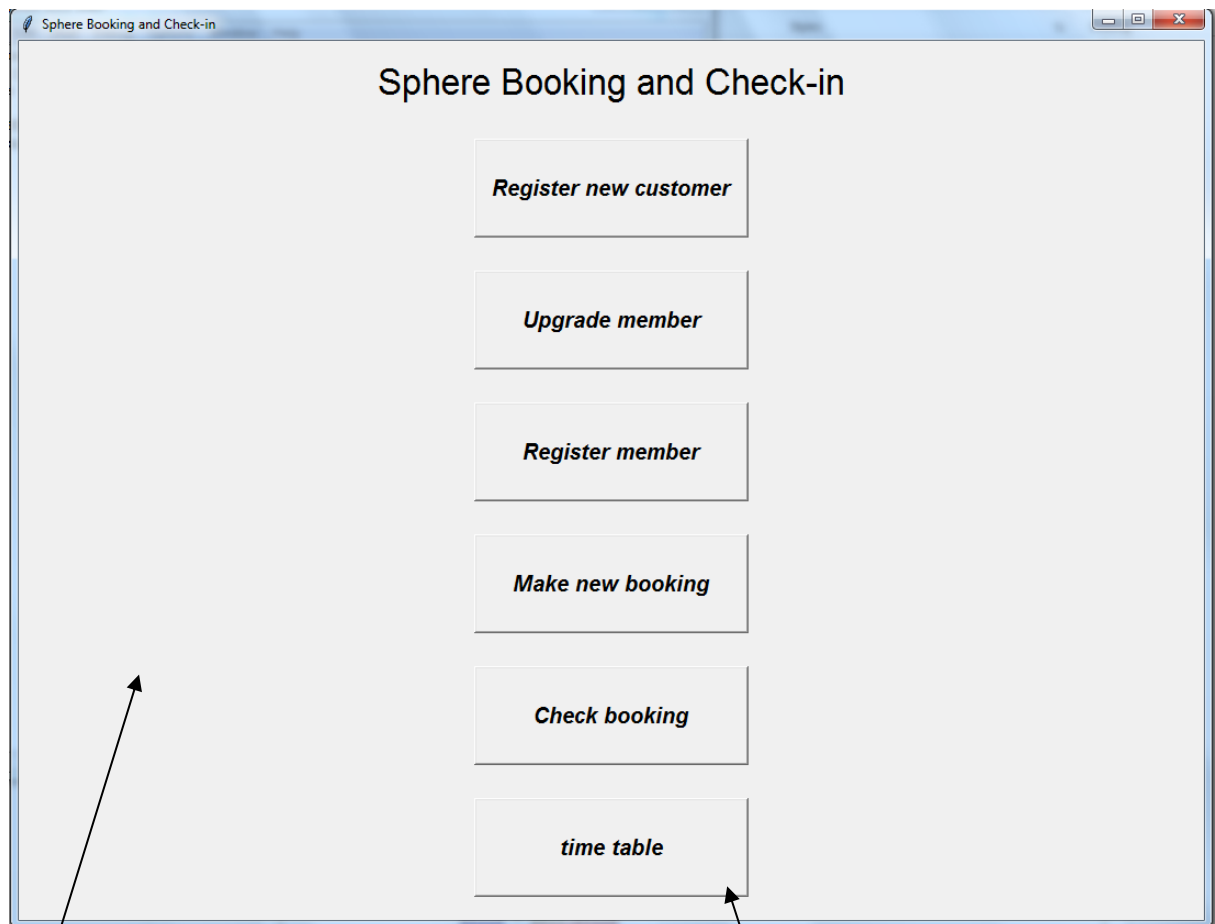 Sphere Booking and Check-in
Sphere Booking and Check-in
Register new customer
Upgrade member
Register member
Make new booking
Check booking
time table